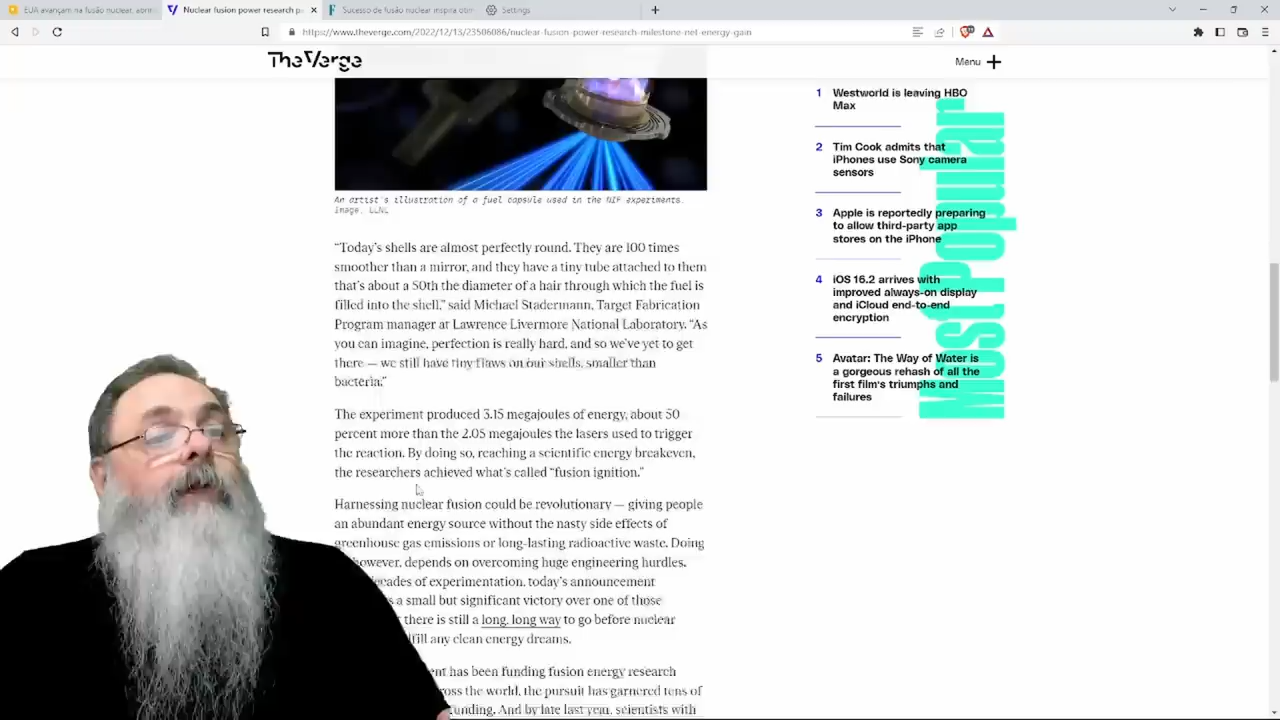 EUA avançam na fusão nuclear, abrin
Nuclear fusion power research p
Sucesso de fusão nuclear inspira otim
Settings
https://www.theverge.com/2022/12/13/23506086/nuclear-fusion-power-research-milestone-net-energy-gain
TheVerge
Menu
An artist's illustration of a fuel capsule used in the NIF experiments.
Image: LLNL
“Today’s shells are almost perfectly round. They are 100 times
smoother than a mirror, and they have a tiny tube attached to them
that’s about a 50th the diameter of a hair through which the fuel is
filled into the shell,” said Michael Stadermann, Target Fabrication
Program manager at Lawrence Livermore National Laboratory. “As
you can imagine, perfection is really hard, and so we’ve yet to get
there — we still have tiny flaws on our shells, smaller than
bacteria.”
The experiment produced 3.15 megajoules of energy, about 50
percent more than the 2.05 megajoules the lasers used to trigger
the reaction. By doing so, reaching a scientific energy breakeven,
the researchers achieved what’s called “fusion ignition.”
Harnessing nuclear fusion could be revolutionary — giving people
an abundant energy source without the nasty side effects of
greenhouse gas emissions or long-lasting radioactive waste. Doing
however, depends on overcoming huge engineering hurdles.
cades of experimentation, today’s announcement
s a small but significant victory over one of those
there is still a long, long way to go before nuclear
fill any clean energy dreams.
nt has been funding fusion energy research
ross the world, the pursuit has garnered tens of
funding. And by late last year, scientists with
Most Popular
1 Westworld is leaving HBO
Max
2 Tim Cook admits that
iPhones use Sony camera
sensors
3 Apple is reportedly preparing
to allow third-party app
stores on the iPhone
4 iOS 16.2 arrives with
improved always-on display
and iCloud end-to-end
encryption
5 Avatar: The Way of Water is
a gorgeous rehash of all the
first film’s triumphs and
failures